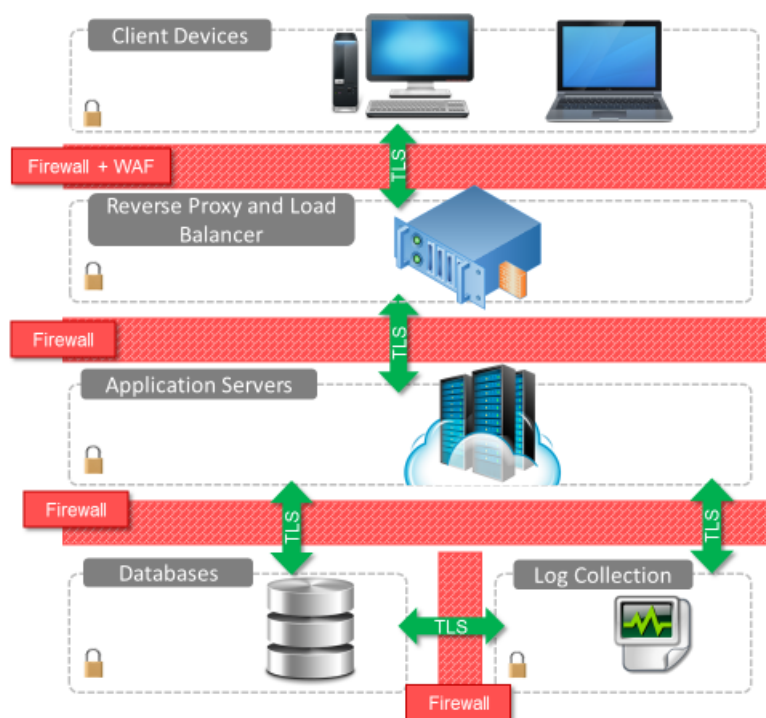 Client Devices
Firewall + WAF
TLS
Reverse Proxy and Load
Balancer
Firewall
TLS
Application Servers
Firewall
TLS
TLS
Databases
Log Collection
TLS
Firewall